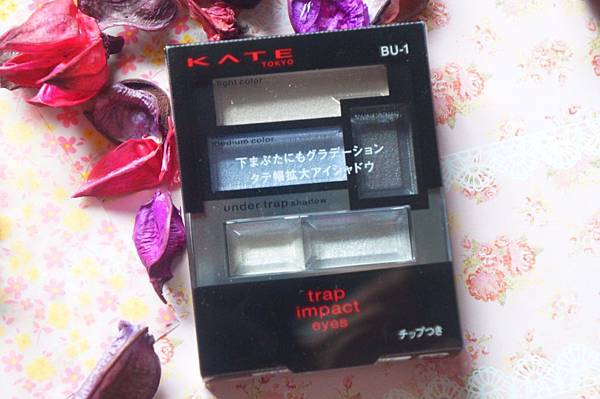 KATE
TOKYO
BU-1
light color
medium color
下まぶたにもグラデーション
タテ幅拡大アイシャドウ
under trap shadow
trap
impact
eyes
チップつき